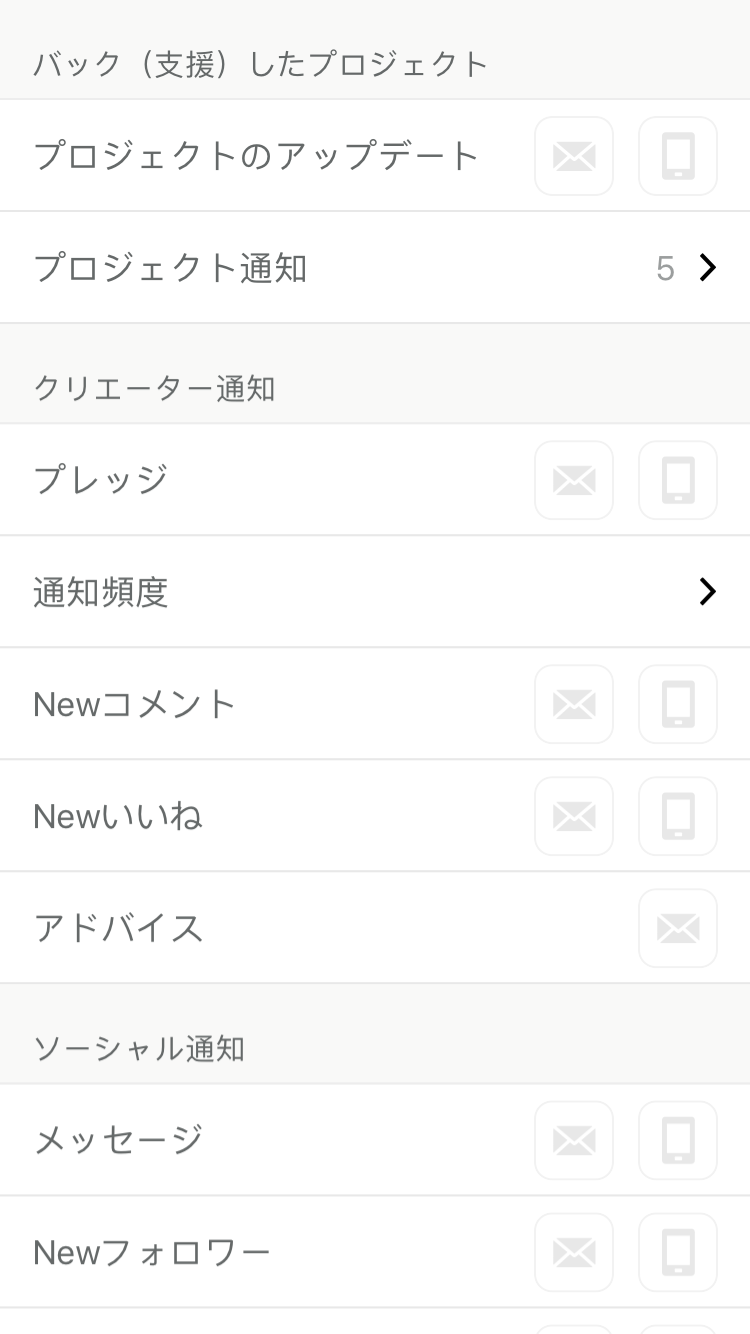 バック（支援）したプロジェクト
プロジェクトのアップデート
プロジェクト通知 5
クリエーター通知
プレッジ
通知頻度
Newコメント
Newいいね
アドバイス
ソーシャル通知
メッセージ
Newフォロワー